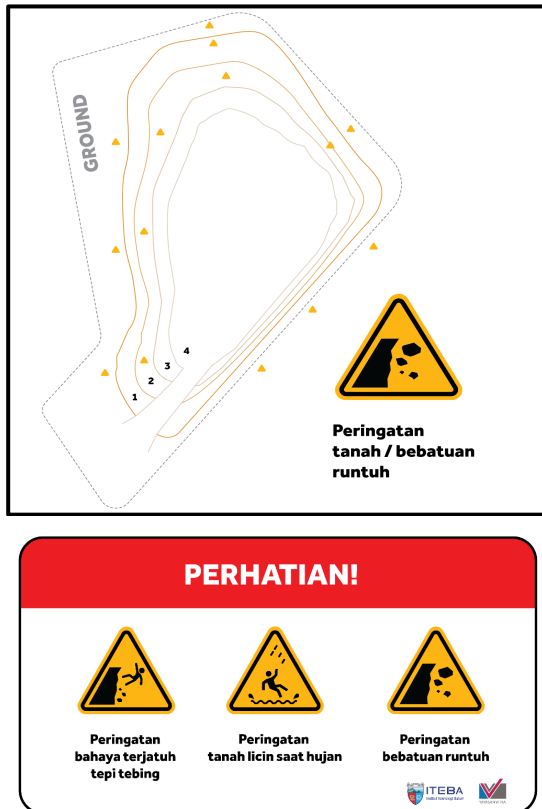 GROUND
4
3
2
1
Peringatan
tanah / bebatuan
runtuh
PERHATIAN!
Peringatan
bahaya terjatuh
tepi tebing
Peringatan
tanah licin saat hujan
Peringatan
bebatuan runtuh
ITEBA